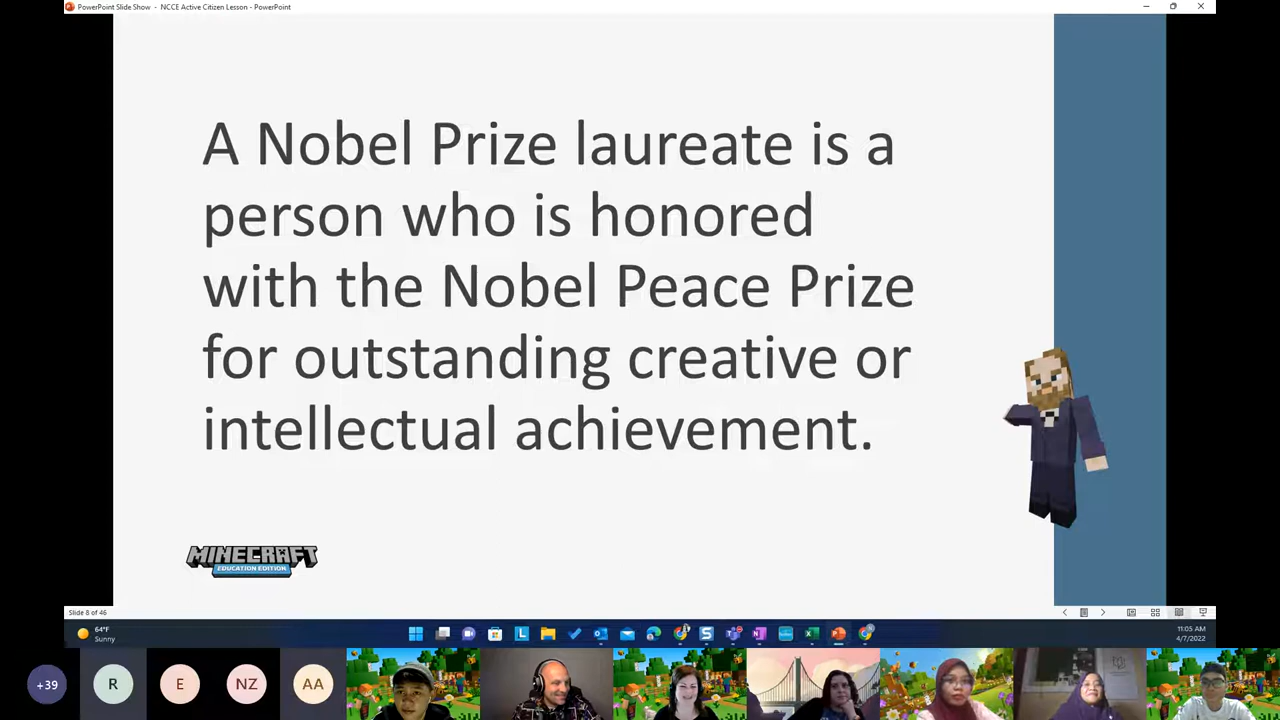 PowerPoint Slide Show - NCCE Active Citizen Lesson - PowerPoint
A Nobel Prize laureate is a
person who is honored
with the Nobel Peace Prize
for outstanding creative or
intellectual achievement.
MINECRAFT
EDUCATION EDITION
Slide 8 of 46
64°F
Sunny
11:05 AM
4/7/2022
+39
R
E
NZ
AA